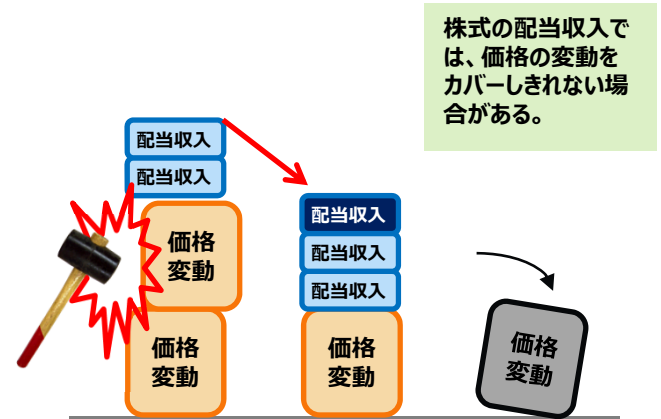 株式の配当収入で
は、価格の変動を
カバーしきれない場
合がある。
配当収入
配当収入
価格
変動
価格
変動
配当収入
配当収入
配当収入
価格
変動
価格
変動